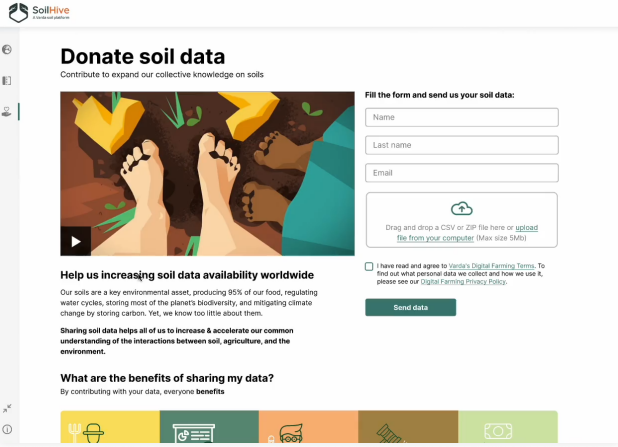 SoilHive
A Varda soil platform
Donate soil data
Contribute to expand our collective knowledge on soils
Fill the form and send us your soil data:
Name
Last name
Email
Drag and drop a CSV or ZIP file here or upload
file from your computer (Max size 5Mb)
I have read and agree to Varda's Digital Farming Terms. To
find out what personal data we collect and how we use it,
please see our Digital Farming Privacy Policy.
Send data
Help us increasing soil data availability worldwide
Our soils are a key environmental asset, producing 95% of our food, regulating
water cycles, storing most of the planet's biodiversity, and mitigating climate
change by storing carbon. Yet, we know too little about them.
Sharing soil data helps all of us to increase & accelerate our common
understanding of the interactions between soil, agriculture, and the
environment.
What are the benefits of sharing my data?
By contributing with your data, everyone benefits